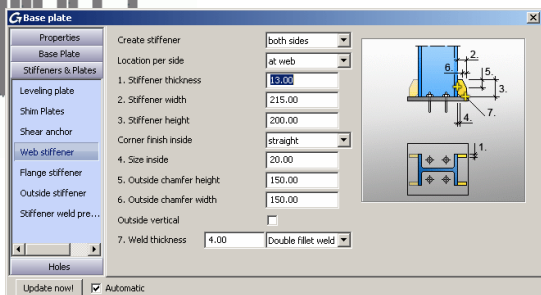 Base plate
Properties
Base Plate
Stiffeners & Plates
Leveling plate
Shim Plates
Shear anchor
Web stiffener
Flange stiffener
Outside stiffener
Stiffener weld pre...
Holes
Create stiffener both sides
Location per side at web
1. Stiffener thickness 13.00
2. Stiffener width 215.00
3. Stiffener height 200.00
Corner finish inside straight
4. Size inside 20.00
5. Outside chamfer height 150.00
6. Outside chamfer width 150.00
Outside vertical
7. Weld thickness 4.00 Double fillet weld
2.
6. 5.
3.
7.
4.
1.
Update now! Automatic